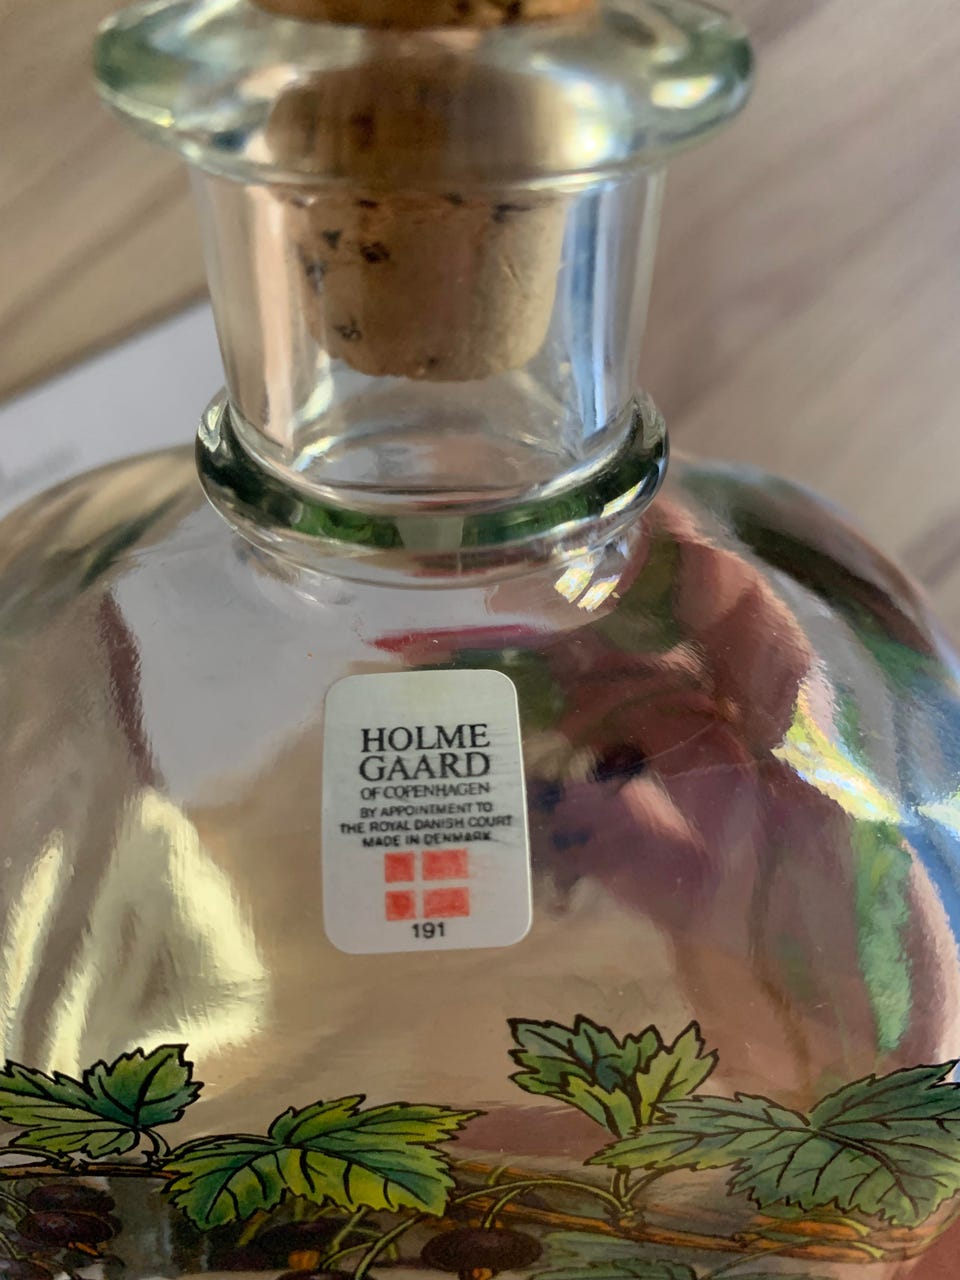 HOLME
GAARD
OF COPENHAGEN
BY APPOINTMENT TO
THE ROYAL DANISH COURT
MADE IN DENMARK
191